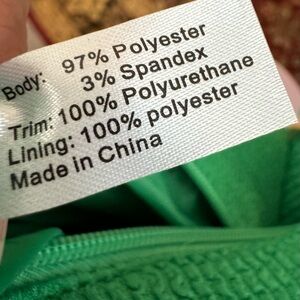 Body: 97% Polyester
3% Spandex
Trim: 100% Polyurethane
Lining: 100% polyester
Made in China